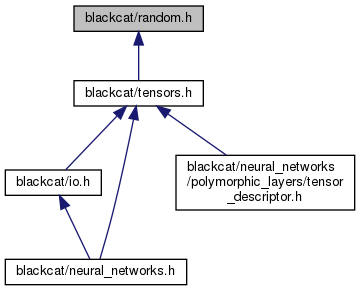 blackcat/random.h
blackcat/tensors.h
blackcat/io.h
blackcat/neural_networks
/polymorphic_layers/tensor
_descriptor.h
blackcat/neural_networks.h